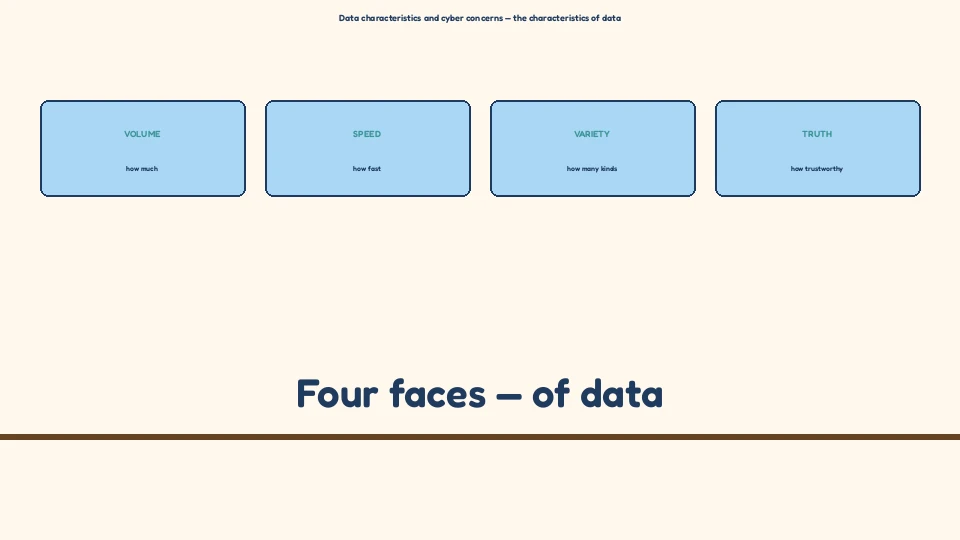 Data characteristics and cyber concerns — the characteristics of data
VOLUME
how much
SPEED
how fast
VARIETY
how many kinds
TRUTH
how trustworthy
Four faces — of data